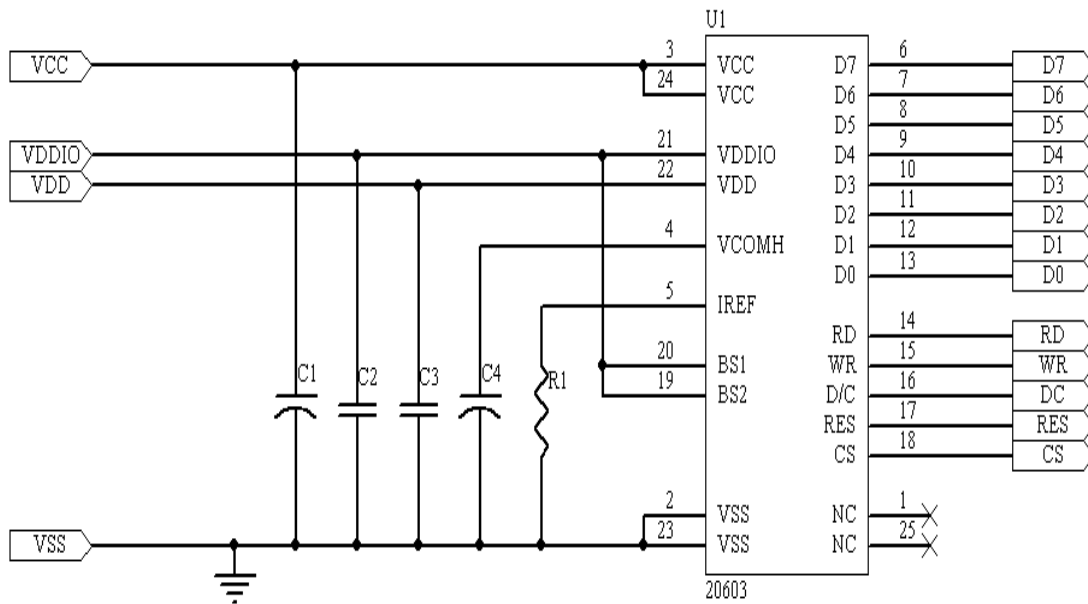 U1
VCC 3 VCC D7 6 D7
24 VCC D6 7 D6
D5 8 D5
VDDIO 21 VDDIO D4 9 D4
VDD 22 VDD D3 10 D3
D2 11 D2
4 VCOMH D1 12 D1
D0 13 D0
5 IREF
RD 14 RD
C1 C2 C3 C4 R1 20 BS1 WR 15 WR
19 BS2 D/C 16 DC
RES 17 RES
CS 18 CS
2 VSS NC 1
VSS 23 VSS NC 25
20603